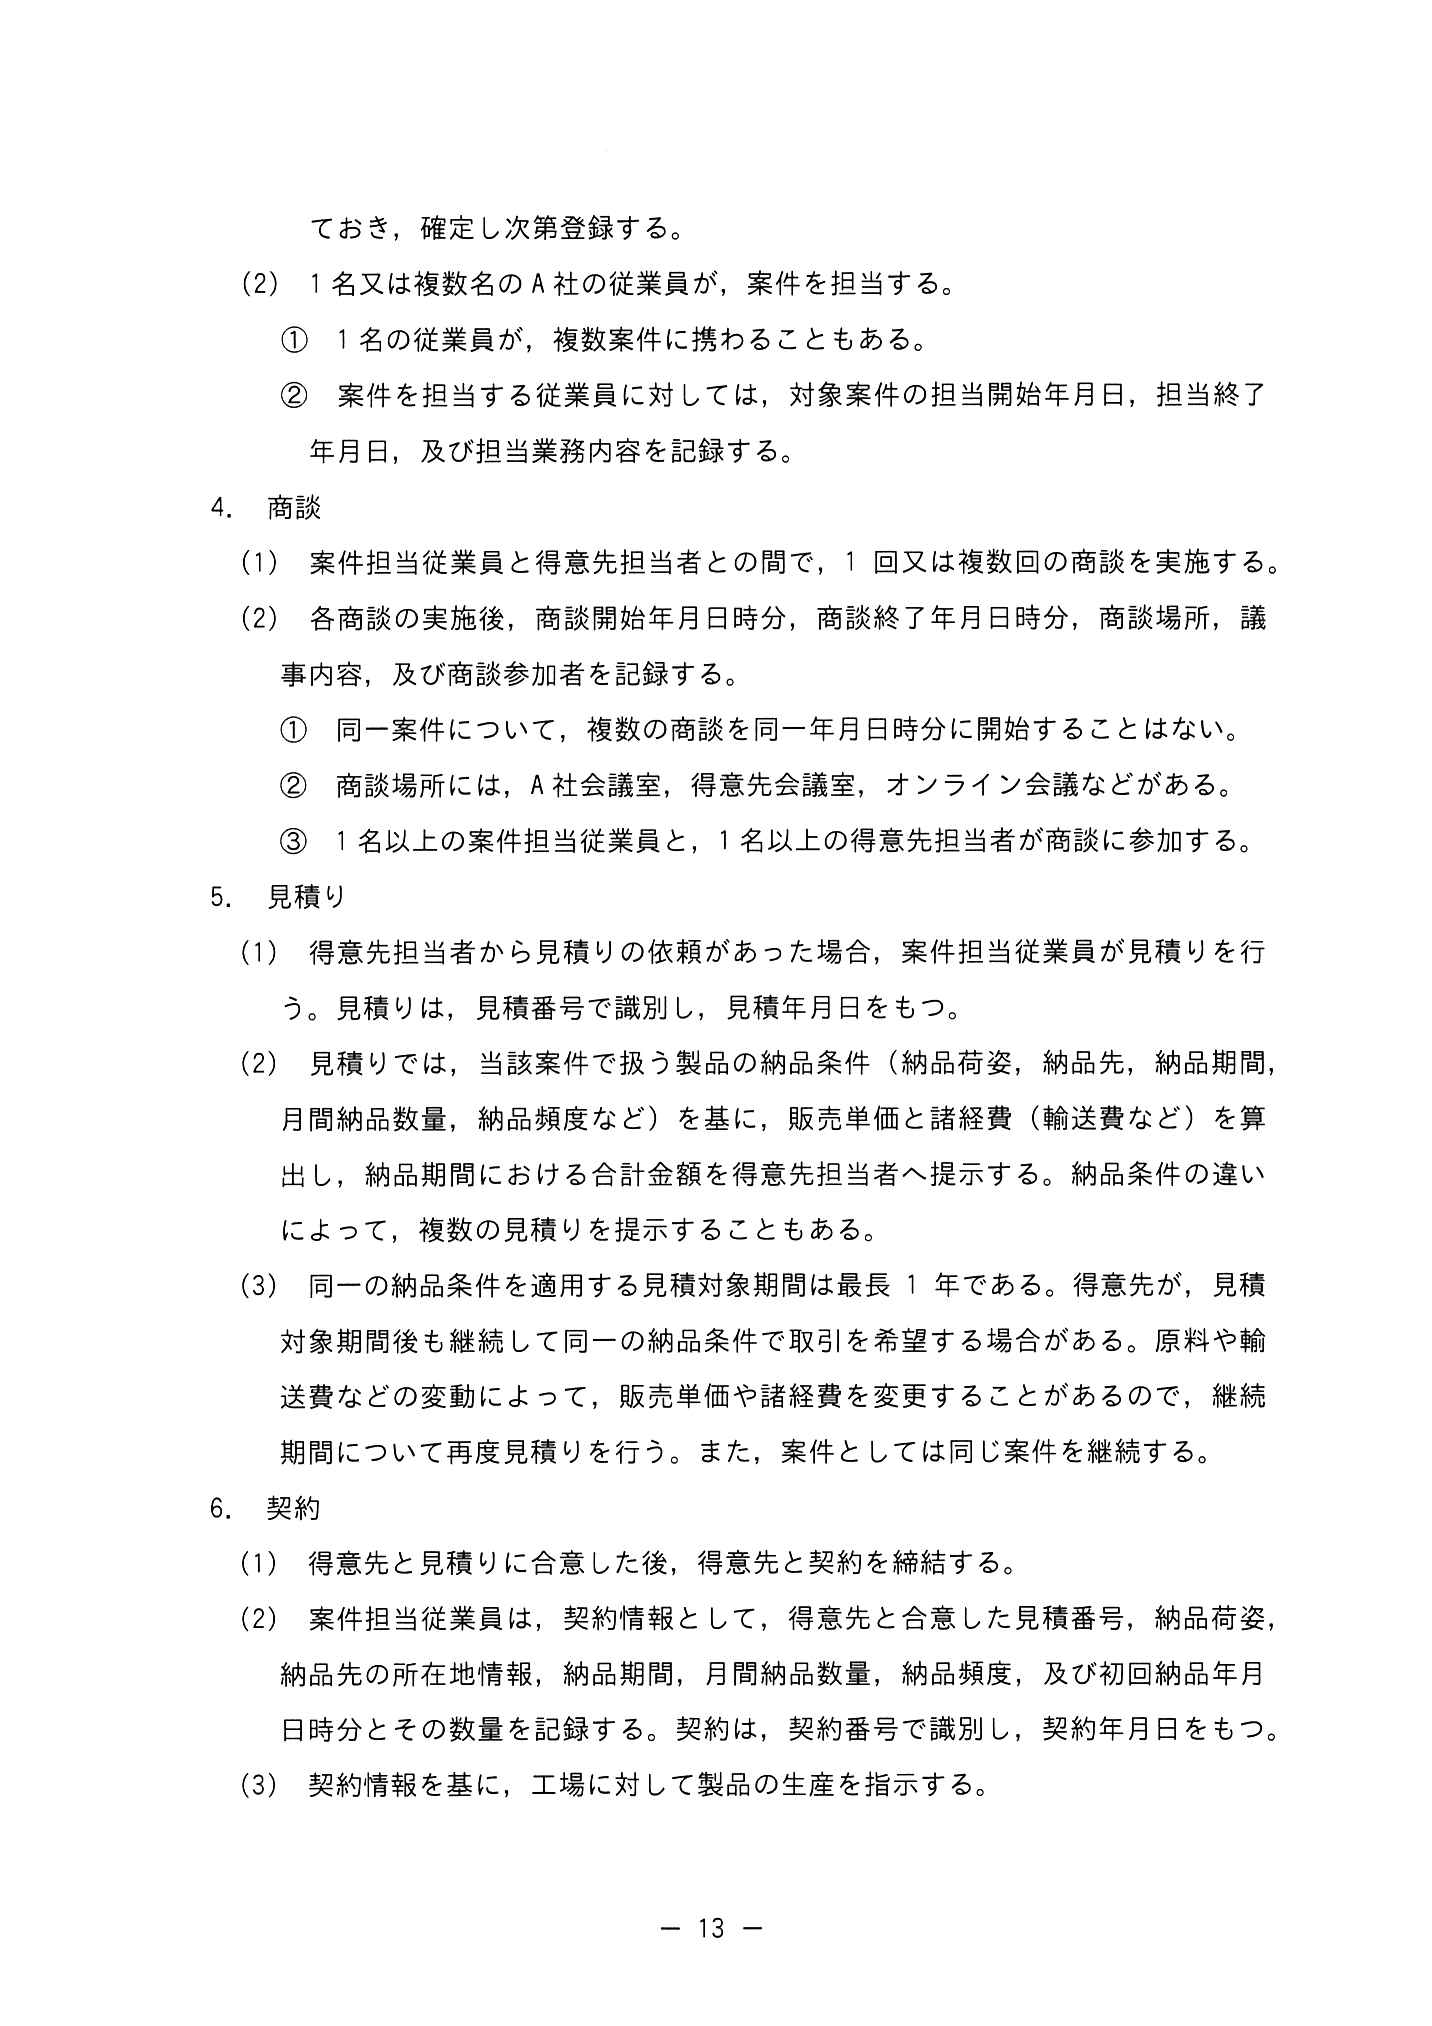 ておき，確定し次第登録する。
(2) 1名又は複数名のA社の従業員が，案件を担当する。
① 1名の従業員が，複数案件に携わることもある。
② 案件を担当する従業員に対しては，対象案件の担当開始年月日，担当終了
年月日，及び担当業務内容を記録する。
4. 商談
(1) 案件担当従業員と得意先担当者との間で，1 回又は複数回の商談を実施する。
(2) 各商談の実施後，商談開始年月日時分，商談終了年月日時分，商談場所，議
事内容，及び商談参加者を記録する。
① 同一案件について，複数の商談を同一年月日時分に開始することはない。
② 商談場所には，A社会議室，得意先会議室，オンライン会議などがある。
③ 1名以上の案件担当従業員と，1名以上の得意先担当者が商談に参加する。
5. 見積り
(1) 得意先担当者から見積りの依頼があった場合，案件担当従業員が見積りを行
う。見積りは，見積番号で識別し，見積年月日をもつ。
(2) 見積りでは，当該案件で扱う製品の納品条件（納品荷姿，納品先，納品期間，
月間納品数量，納品頻度など）を基に，販売単価と諸経費（輸送費など）を算
出し，納品期間における合計金額を得意先担当者へ提示する。納品条件の違い
によって，複数の見積りを提示することもある。
(3) 同一の納品条件を適用する見積対象期間は最長 1 年である。得意先が，見積
対象期間後も継続して同一の納品条件で取引を希望する場合がある。原料や輸
送費などの変動によって，販売単価や諸経費を変更することがあるので，継続
期間について再度見積りを行う。また，案件としては同じ案件を継続する。
6. 契約
(1) 得意先と見積りに合意した後，得意先と契約を締結する。
(2) 案件担当従業員は，契約情報として，得意先と合意した見積番号，納品荷姿，
納品先の所在地情報，納品期間，月間納品数量，納品頻度，及び初回納品年月
日時分とその数量を記録する。契約は，契約番号で識別し，契約年月日をもつ。
(3) 契約情報を基に，工場に対して製品の生産を指示する。
— 13 —